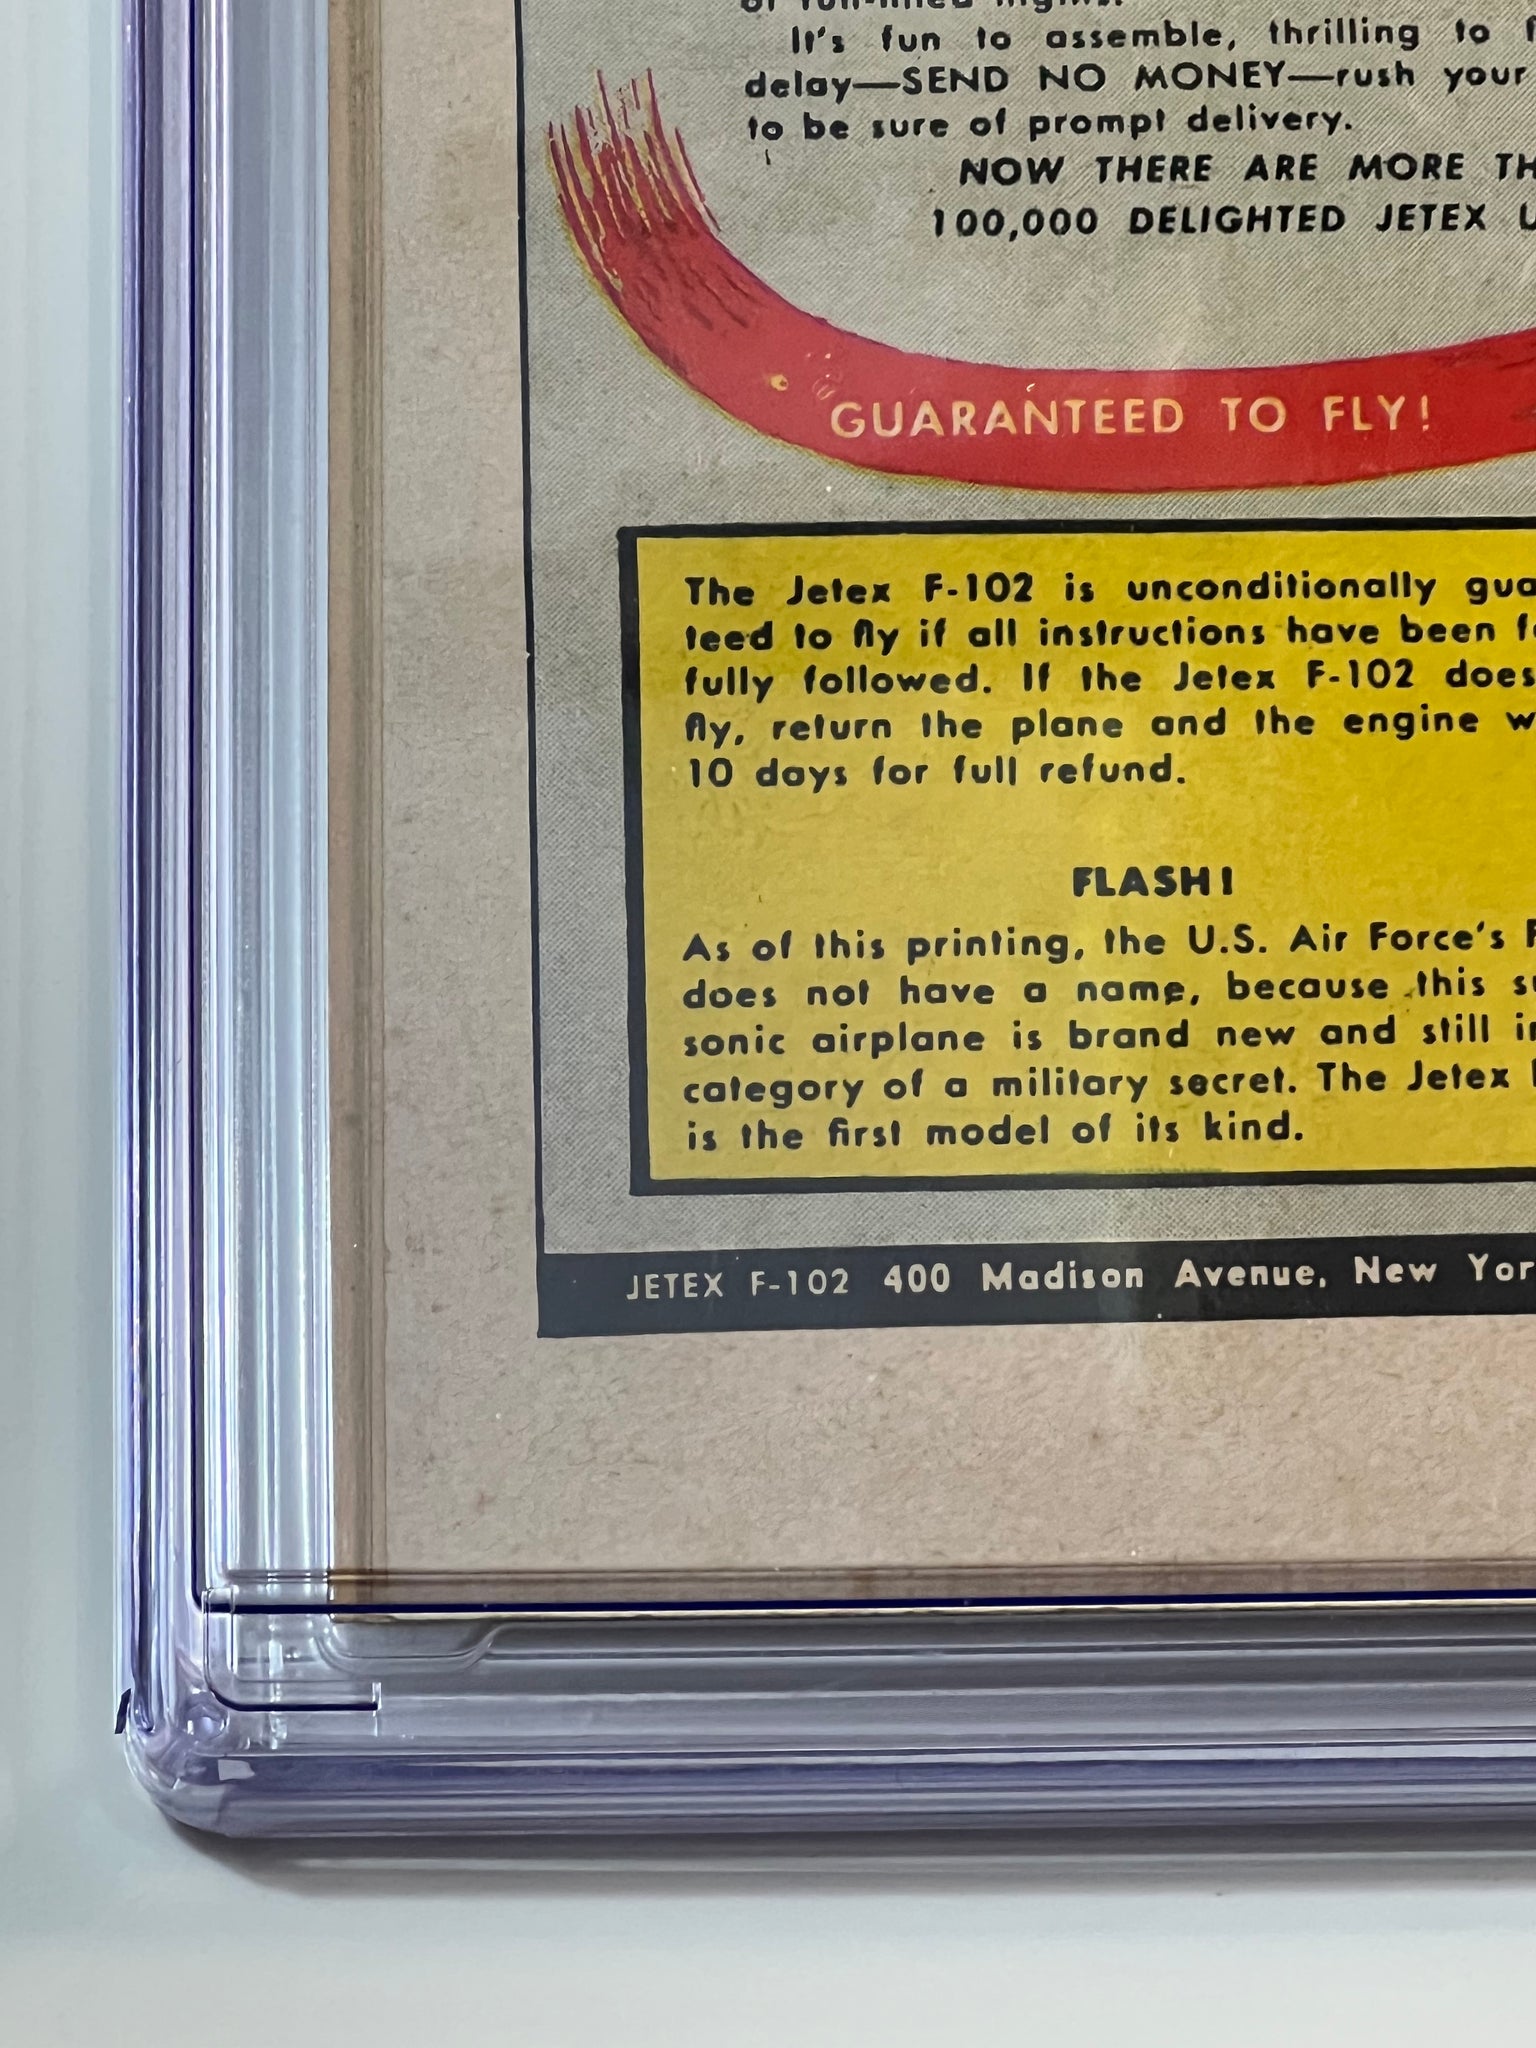 It's fun to assemble, thrilling to
delay—SEND NO MONEY—rush your
to be sure of prompt delivery.
NOW THERE ARE MORE
100,000 DELIGHTED JETEX
GUARANTEED TO FLY!
The Jetex F-102 is unconditionally gua
teed to fly if all instructions have been
fully followed. If the Jetex F-102 does
fly, return the plane and the engine
10 days for full refund.
FLASH!
As of this printing, the U.S. Air Force's
does not have a name, because this
sonic airplane is brand new and still
category of a military secret. The Jetex
is the first model of its kind.
JETEX F-102 400 Madison Avenue, New Yor